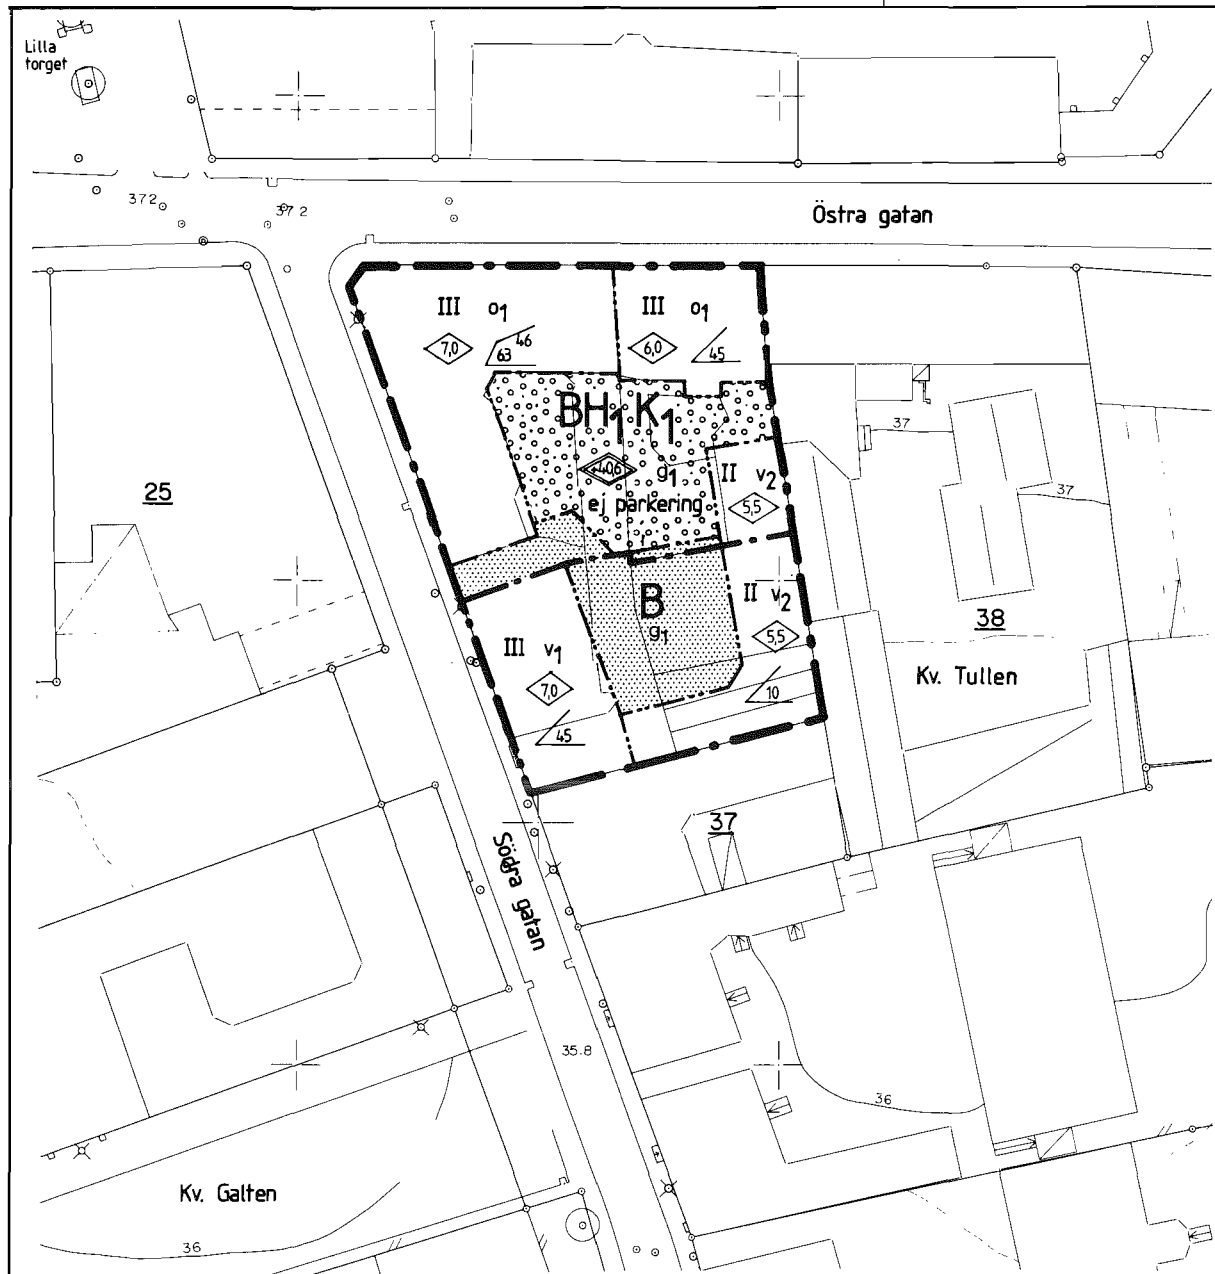 Lilla
torget
372
37 2
Östra gatan
III o1
III o1
7,0
63
46
6,0
45
BH1 K1
+40,6
g1
ej parkering
II v2
5,5
37
37
25
B
g1
II v2
5,5
38
Kv. Tullen
III v1
7,0
45
10
37
Södra gatan
35.8
36
Kv. Galten
36